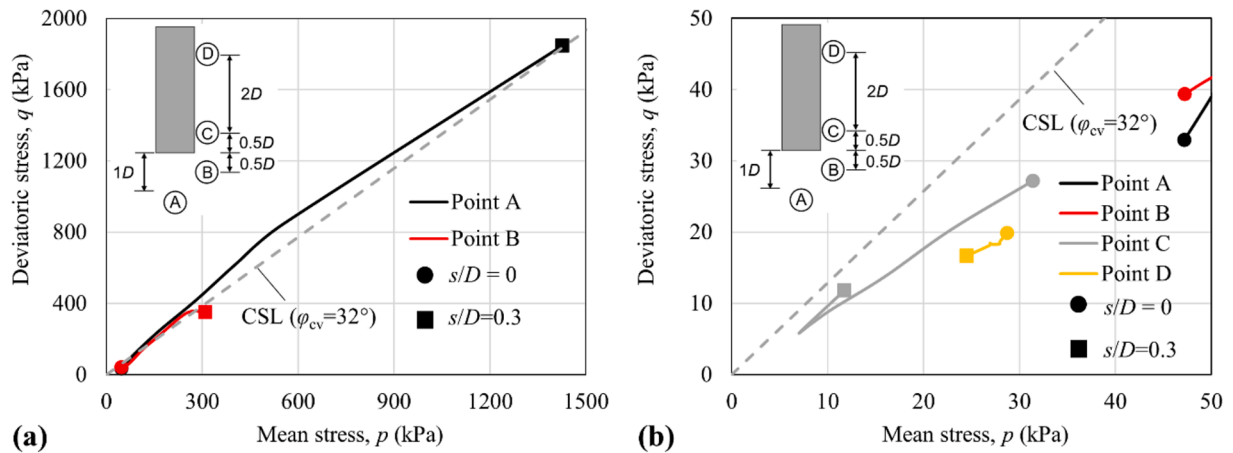 2000
1600
1200
800
400
0
Deviatoric stress, q (kPa)
D
2D
C
0.5D
0.5D
1D
B
A
Point A
Point B
s/D = 0
s/D=0.3
CSL (φcv=32°)
0
300
600
900
1200
1500
Mean stress, p (kPa)
(a)
50
40
30
20
10
0
Deviatoric stress, q (kPa)
D
2D
C
0.5D
0.5D
1D
B
A
CSL (φcv=32°)
Point A
Point B
Point C
Point D
s/D = 0
s/D=0.3
0
10
20
30
40
50
Mean stress, p (kPa)
(b)